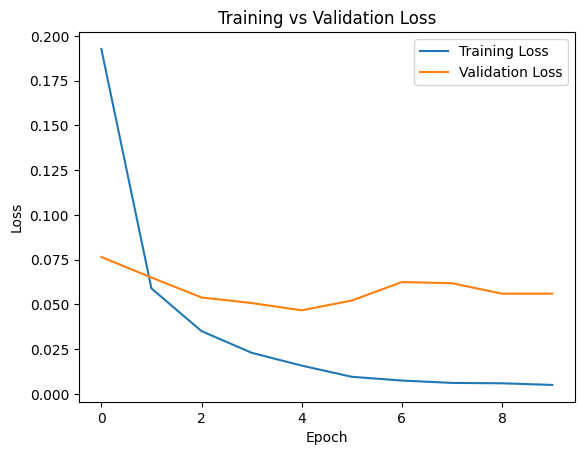 Training vs Validation Loss
0.200
0.175
0.150
0.125
0.100
0.075
0.050
0.025
0.000
Loss
Training Loss
Validation Loss
0 2 4 6 8
Epoch